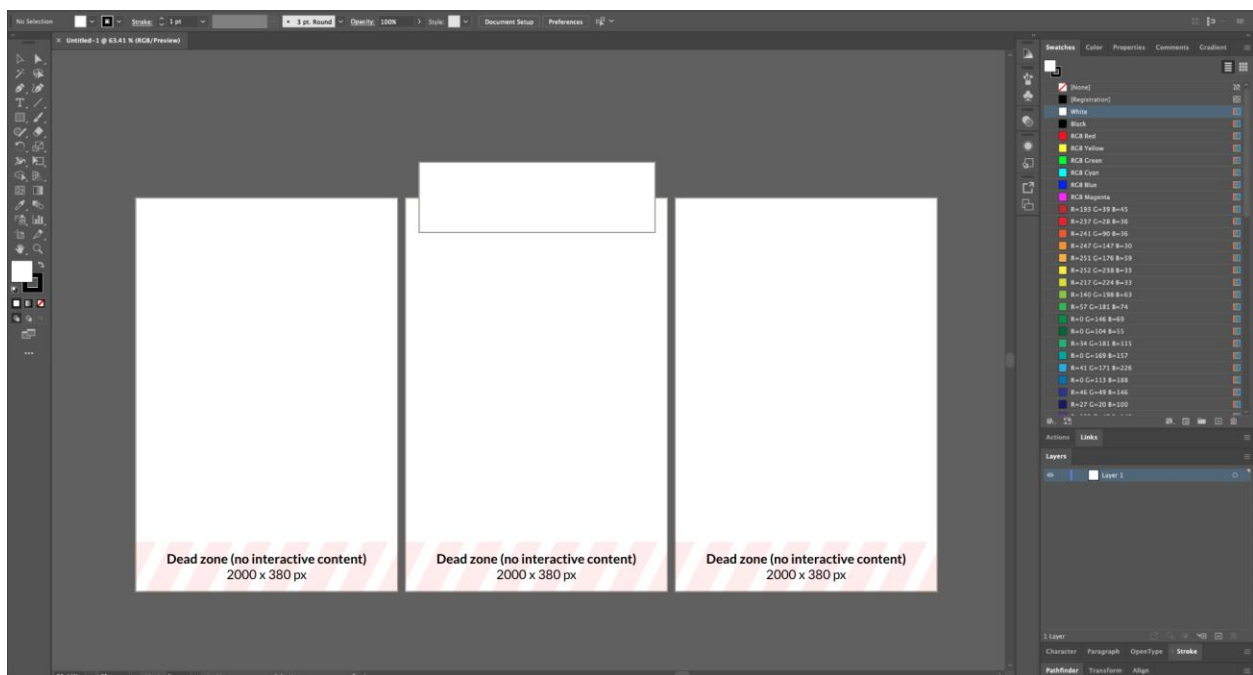 No Selection Stroke: 1 pt 3 pt. Round Opacity: 100% Style: Document Setup Preferences
× Untitled-1 @ 63.41 % (RGB/Preview)
Swatches Color Properties Comments Gradient
[None]
[Registration]
White
Black
RGB Red
RGB Yellow
RGB Green
RGB Cyan
RGB Blue
RGB Magenta
R=193 G=39 B=45
R=237 G=28 B=36
R=241 G=90 B=36
R=247 G=147 B=30
R=251 G=176 B=59
R=252 G=238 B=33
R=217 G=224 B=33
R=140 G=198 B=63
R=57 G=181 B=74
R=0 G=146 B=69
R=0 G=104 B=55
R=34 G=181 B=115
R=0 G=169 B=157
R=41 G=171 B=226
R=0 G=113 B=188
R=46 G=49 B=146
R=27 G=20 B=100
Actions Links
Layers
Layer 1
Dead zone (no interactive content)
2000 x 380 px
Dead zone (no interactive content)
2000 x 380 px
Dead zone (no interactive content)
2000 x 380 px
1 Layer
Character Paragraph OpenType Stroke
Pathfinder Transform Align